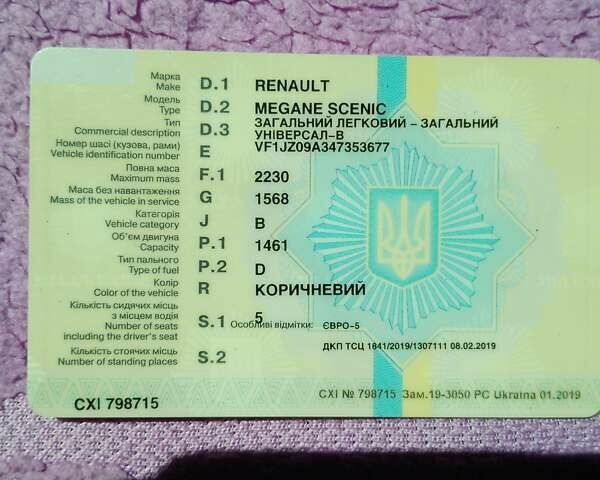 Марка
Make D.1 RENAULT
Модель
Type D.2 MEGANE SCENIC
Тип
Commercial description D.3 ЗАГАЛЬНИЙ ЛЕГКОВИЙ – ЗАГАЛЬНИЙ
УНІВЕРСАЛ-В
Номер шасі (кузова, рами)
Vehicle identification number E VF1JZ09A347353677
Повна маса
Maximum mass F.1 2230
Маса без навантаження
Mass of the vehicle in service G 1568
Категорія
Vehicle category J B
Об'єм двигуна
Capacity P.1 1461
Тип пального
Type of fuel P.2 D
Колір
Color of the vehicle R КОРИЧНЕВИЙ
Кількість сидячих місць
з місцем водія
Number of seats
including the driver's seat S.1 5
Особливі відмітки: ЄВРО-5
ДКП ТСЦ 1841/2019/1307111 08.02.2019
Кількість стоячих місць
Number of standing places S.2
СХІ № 798715 Зам.19-3050 РС Ukraina 01.2019
СХІ 798715